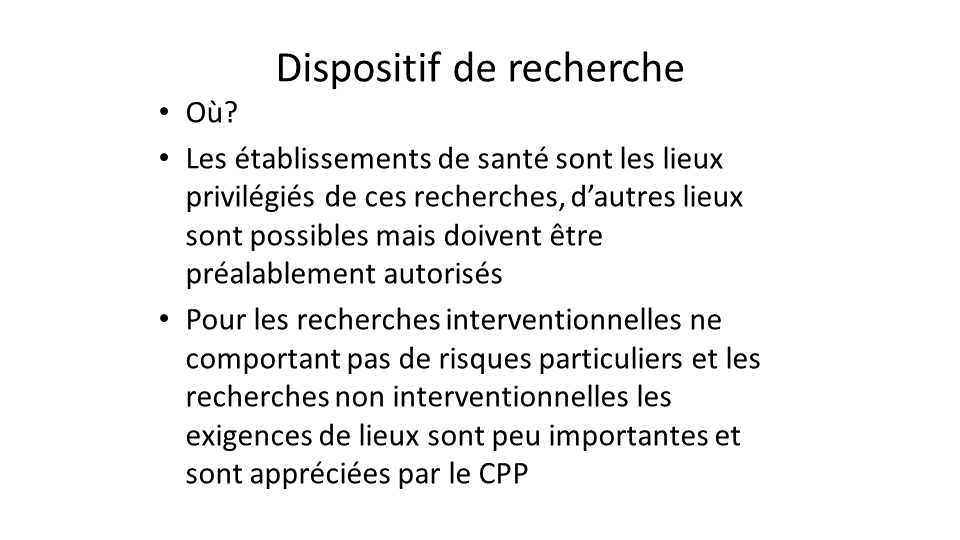 Dispositif de recherche
• Où?
• Les établissements de santé sont les lieux
privilégiés de ces recherches, d’autres lieux
sont possibles mais doivent être
préalablement autorisés
• Pour les recherches interventionnelles ne
comportant pas de risques particuliers et les
recherches non interventionnelles les
exigences de lieux sont peu importantes et
sont appréciées par le CPP